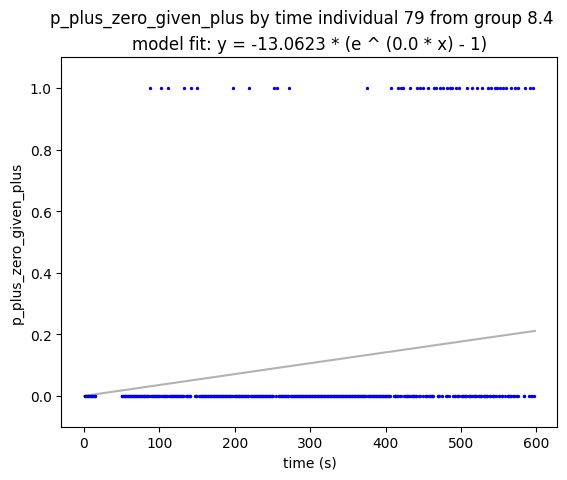 p_plus_zero_given_plus by time individual 79 from group 8.4
model fit: y = -13.0623 * (e ^ (0.0 * x) - 1)
1.0
0.8
0.6
0.4
0.2
0.0
p_plus_zero_given_plus
0 100 200 300 400 500 600
time (s)